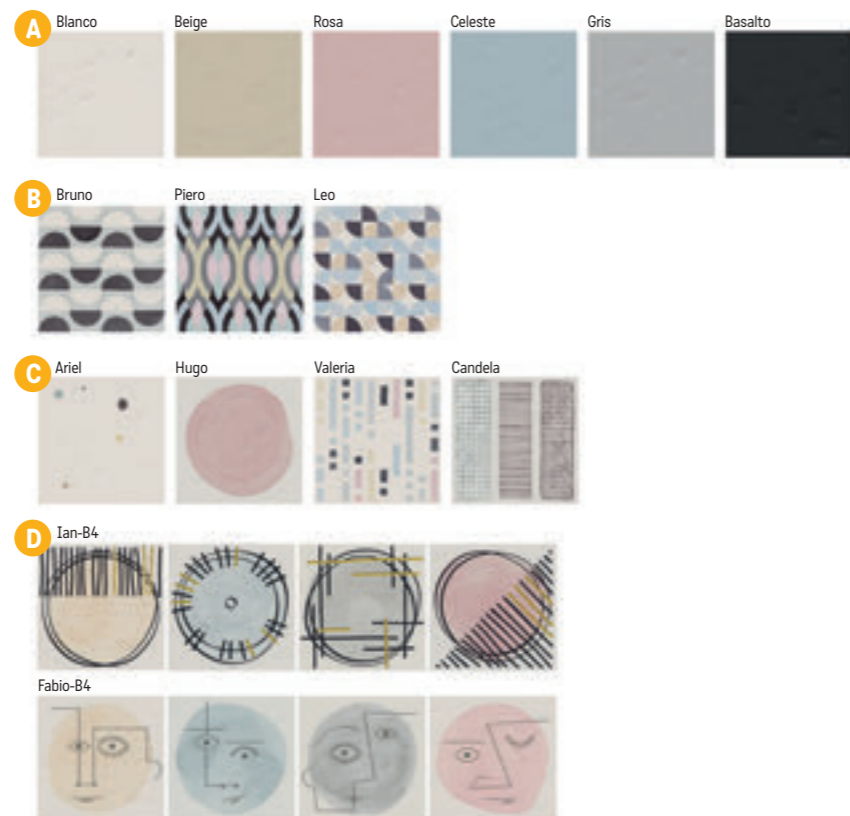 A
Blanco Beige Rosa Celeste Gris Basalto
B
Bruno Piero Leo
C
Ariel Hugo Valeria Candela
D
Ian-B4
Fabio-B4